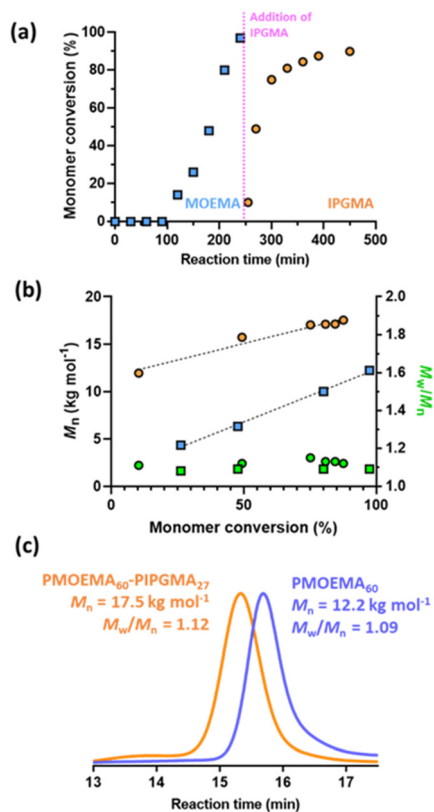 (a)
Addition of
IPGMA
Monomer conversion (%)
100
80
60
40
20
0
MOEMA
IPGMA
0
100
200
300
400
500
Reaction time (min)
(b)
Mn (kg mol-1)
20
15
10
5
0
2.0
1.8
1.6
1.4
1.2
1.0
Mw/Mn
0
20
40
60
80
100
Monomer conversion (%)
(c)
PMOEMA60-PIPGMA27
Mn = 17.5 kg mol-1
Mw/Mn = 1.12
PMOEMA60
Mn = 12.2 kg mol-1
Mw/Mn = 1.09
13
14
15
16
17
Reaction time (min)